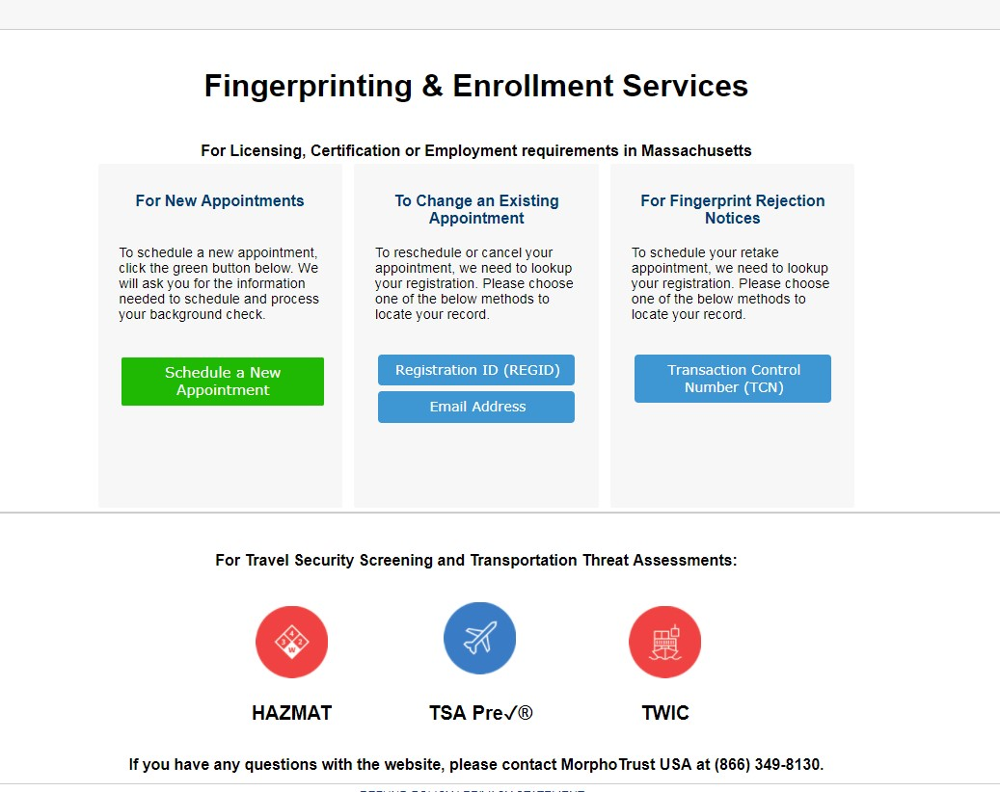 Fingerprinting & Enrollment Services
For Licensing, Certification or Employment requirements in Massachusetts
For New Appointments
To schedule a new appointment,
click the green button below. We
will ask you for the information
needed to schedule and process
your background check.
Schedule a New
Appointment
To Change an Existing
Appointment
To reschedule or cancel your
appointment, we need to lookup
your registration. Please choose
one of the below methods to
locate your record.
Registration ID (REGID)
Email Address
For Fingerprint Rejection
Notices
To schedule your retake
appointment, we need to lookup
your registration. Please choose
one of the below methods to
locate your record.
Transaction Control
Number (TCN)
For Travel Security Screening and Transportation Threat Assessments:
4
3 2
W
HAZMAT
TSA Pre✓®
TWIC
If you have any questions with the website, please contact MorphoTrust USA at (866) 349-8130.